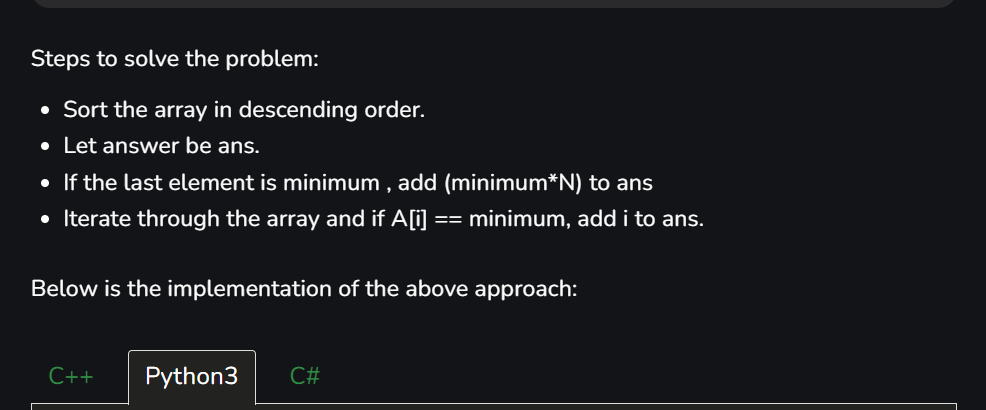 Steps to solve the problem:
• Sort the array in descending order.
• Let answer be ans.
• If the last element is minimum , add (minimum*N) to ans
• Iterate through the array and if A[i] == minimum, add i to ans.
Below is the implementation of the above approach:
C++ Python3 C#